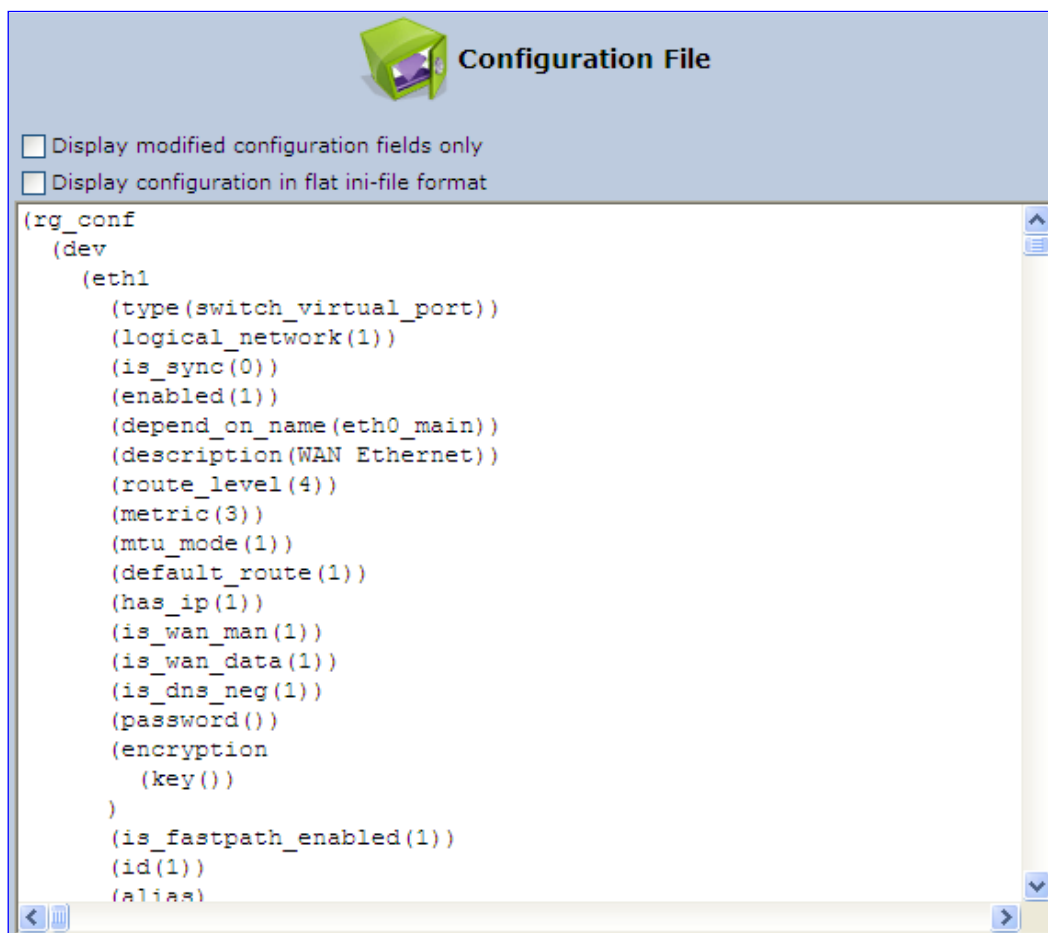 Configuration File
Display modified configuration fields only
Display configuration in flat ini-file format
(rg_conf
  (dev
    (eth1
      (type(switch_virtual_port))
      (logical_network(1))
      (is_sync(0))
      (enabled(1))
      (depend_on_name(eth0_main))
      (description(WAN Ethernet))
      (route_level(4))
      (metric(3))
      (mtu_mode(1))
      (default_route(1))
      (has_ip(1))
      (is_wan_man(1))
      (is_wan_data(1))
      (is_dns_neg(1))
      (password())
      (encryption
        (key())
      )
      (is_fastpath_enabled(1))
      (id(1))
      (alias)